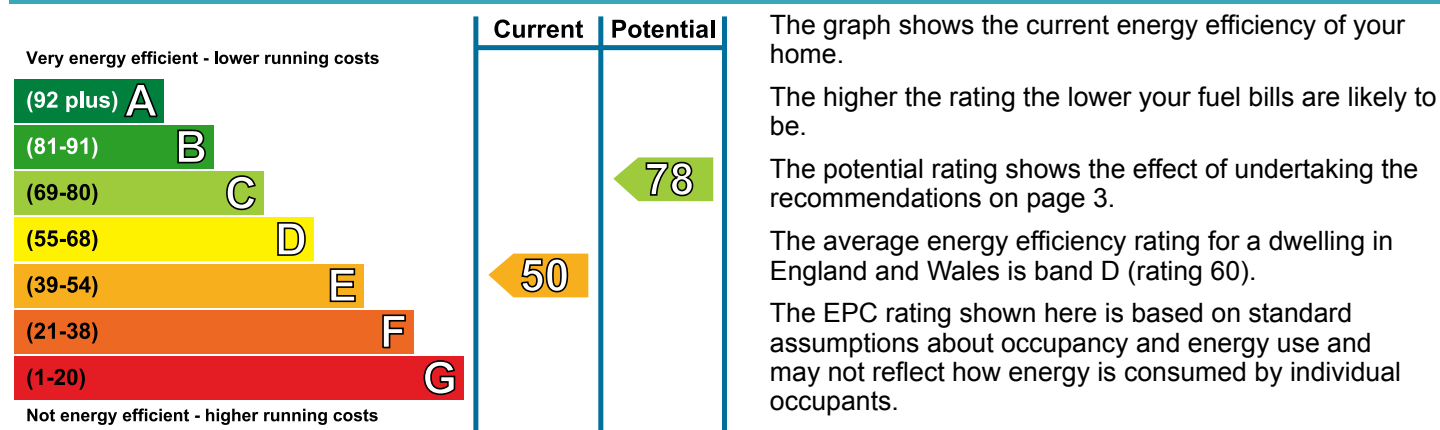 Current Potential
Very energy efficient - lower running costs
(92 plus) A
(81-91) B
(69-80) C
78
(55-68) D
(39-54) E
50
(21-38) F
(1-20) G
Not energy efficient - higher running costs
The graph shows the current energy efficiency of your
home.
The higher the rating the lower your fuel bills are likely to
be.
The potential rating shows the effect of undertaking the
recommendations on page 3.
The average energy efficiency rating for a dwelling in
England and Wales is band D (rating 60).
The EPC rating shown here is based on standard
assumptions about occupancy and energy use and
may not reflect how energy is consumed by individual
occupants.